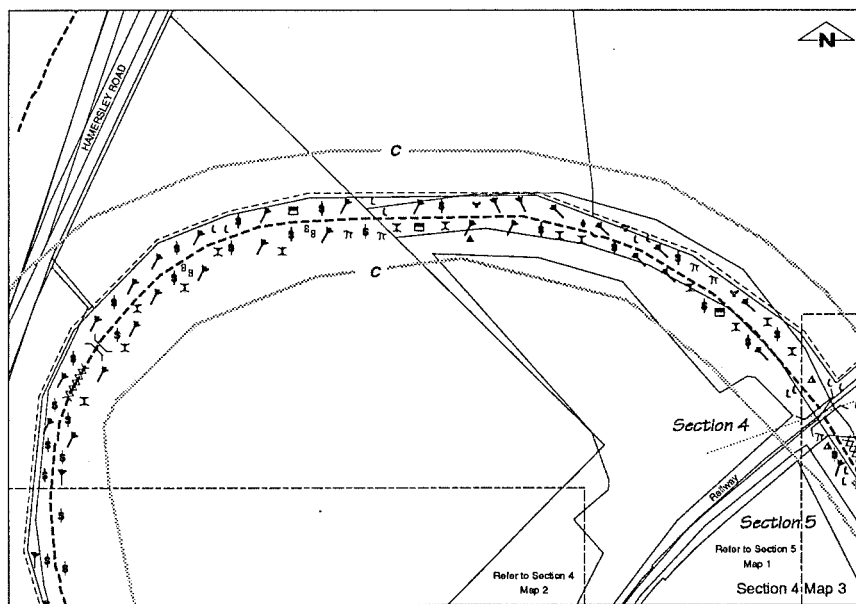 N
HAMERSLEY ROAD
C
C
Section 4
Railway
Section 5
Refer to Section 5
Map 1
Refer to Section 4
Map 2
Section 4 Map 3